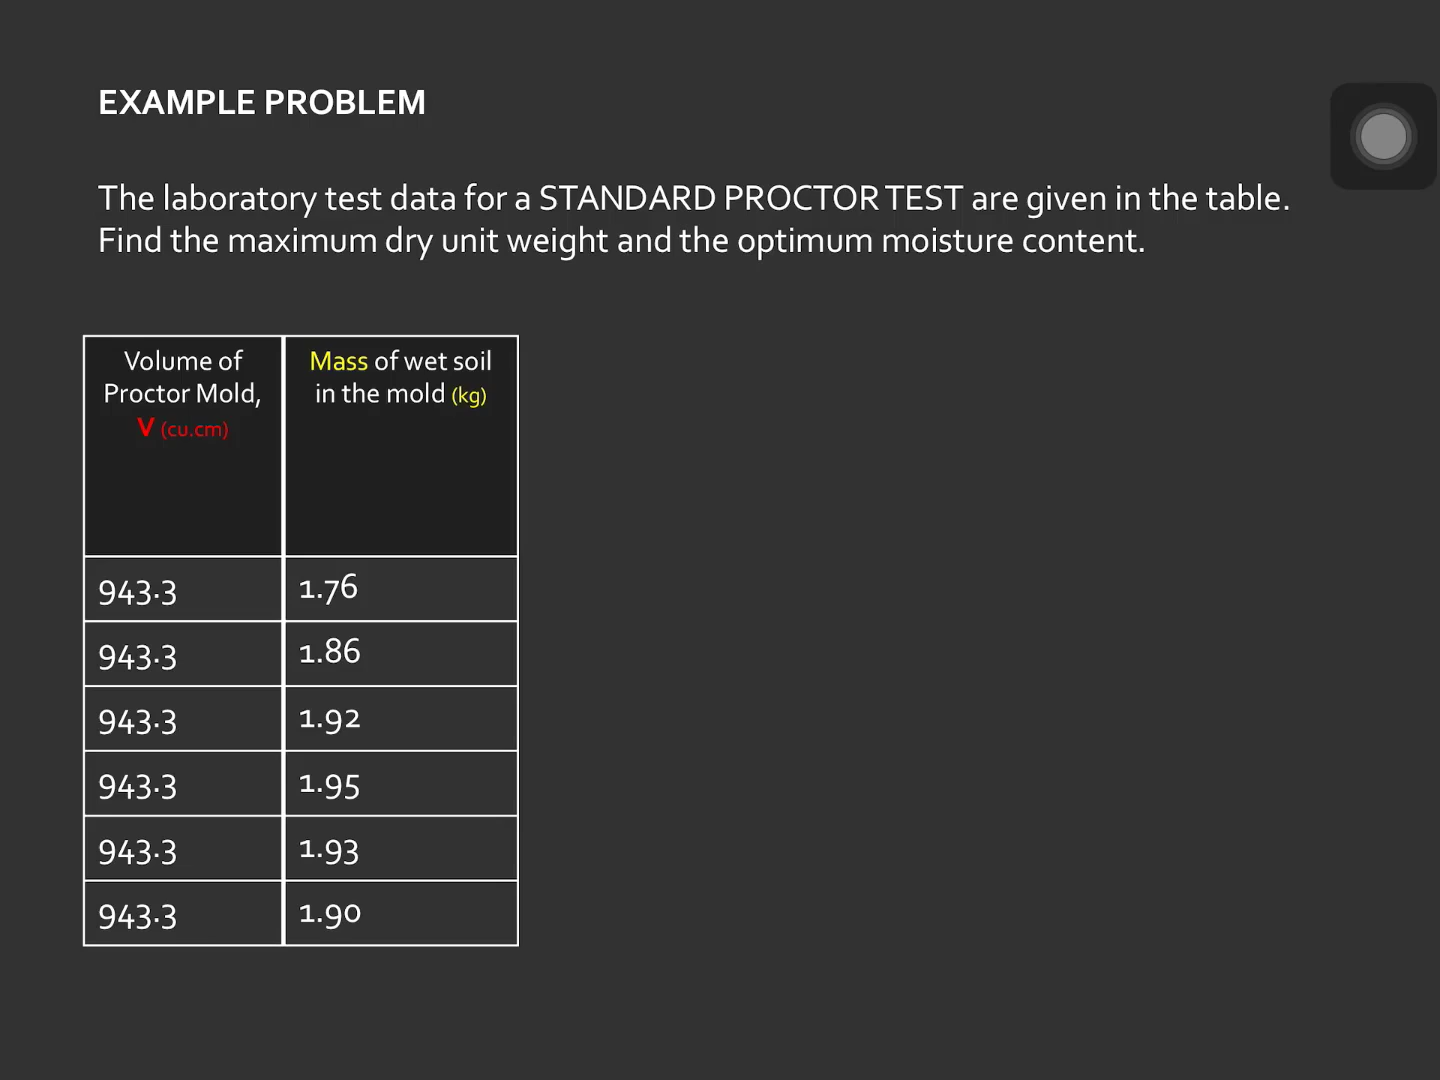 EXAMPLE PROBLEM
The laboratory test data for a STANDARD PROCTOR TEST are given in the table.
Find the maximum dry unit weight and the optimum moisture content.
Volume of
Proctor Mold,
V (cu.cm)
Mass of wet soil
in the mold (kg)
943.3 1.76
943.3 1.86
943.3 1.92
943.3 1.95
943.3 1.93
943.3 1.90